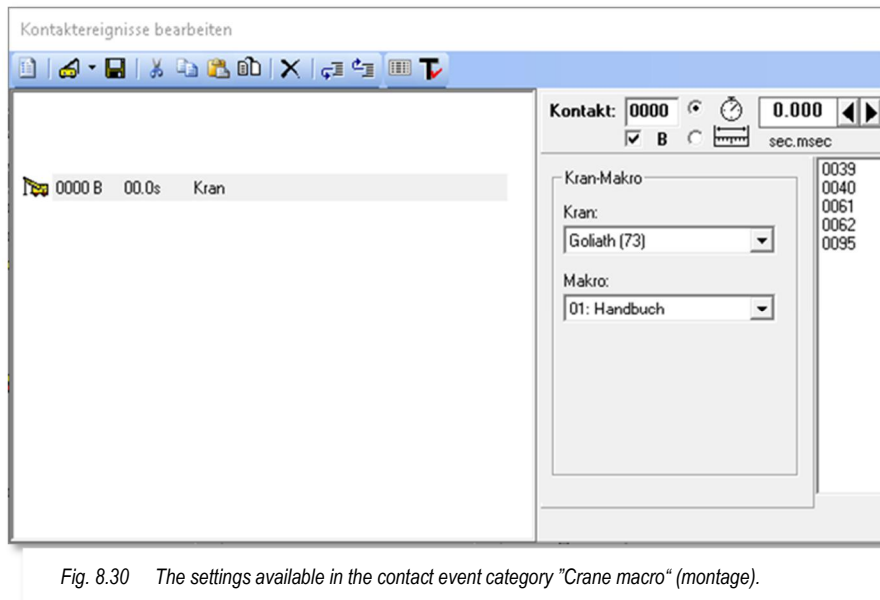 Kontaktereignisse bearbeiten
Kontakt: 0000 0.000
B sec.msec
0000 B 00.0s Kran
Kran-Makro
Kran:
Goliath (73)
Makro:
01: Handbuch
0039
0040
0061
0062
0095
Fig. 8.30 The settings available in the contact event category ”Crane macro“ (montage).